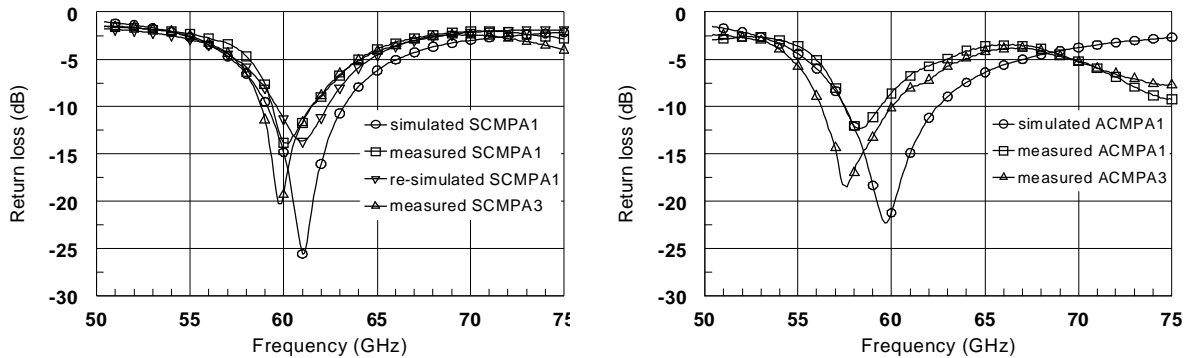 0
-5
-10
-15
-20
-25
-30
Return loss (dB)
simulated SCMPA1
measured SCMPA1
re-simulated SCMPA1
measured SCMPA3
50 55 60 65 70 75
Frequency (GHz)
0
-5
-10
-15
-20
-25
-30
Return loss (dB)
simulated ACMPA1
measured ACMPA1
measured ACMPA3
50 55 60 65 70 75
Frequency (GHz)